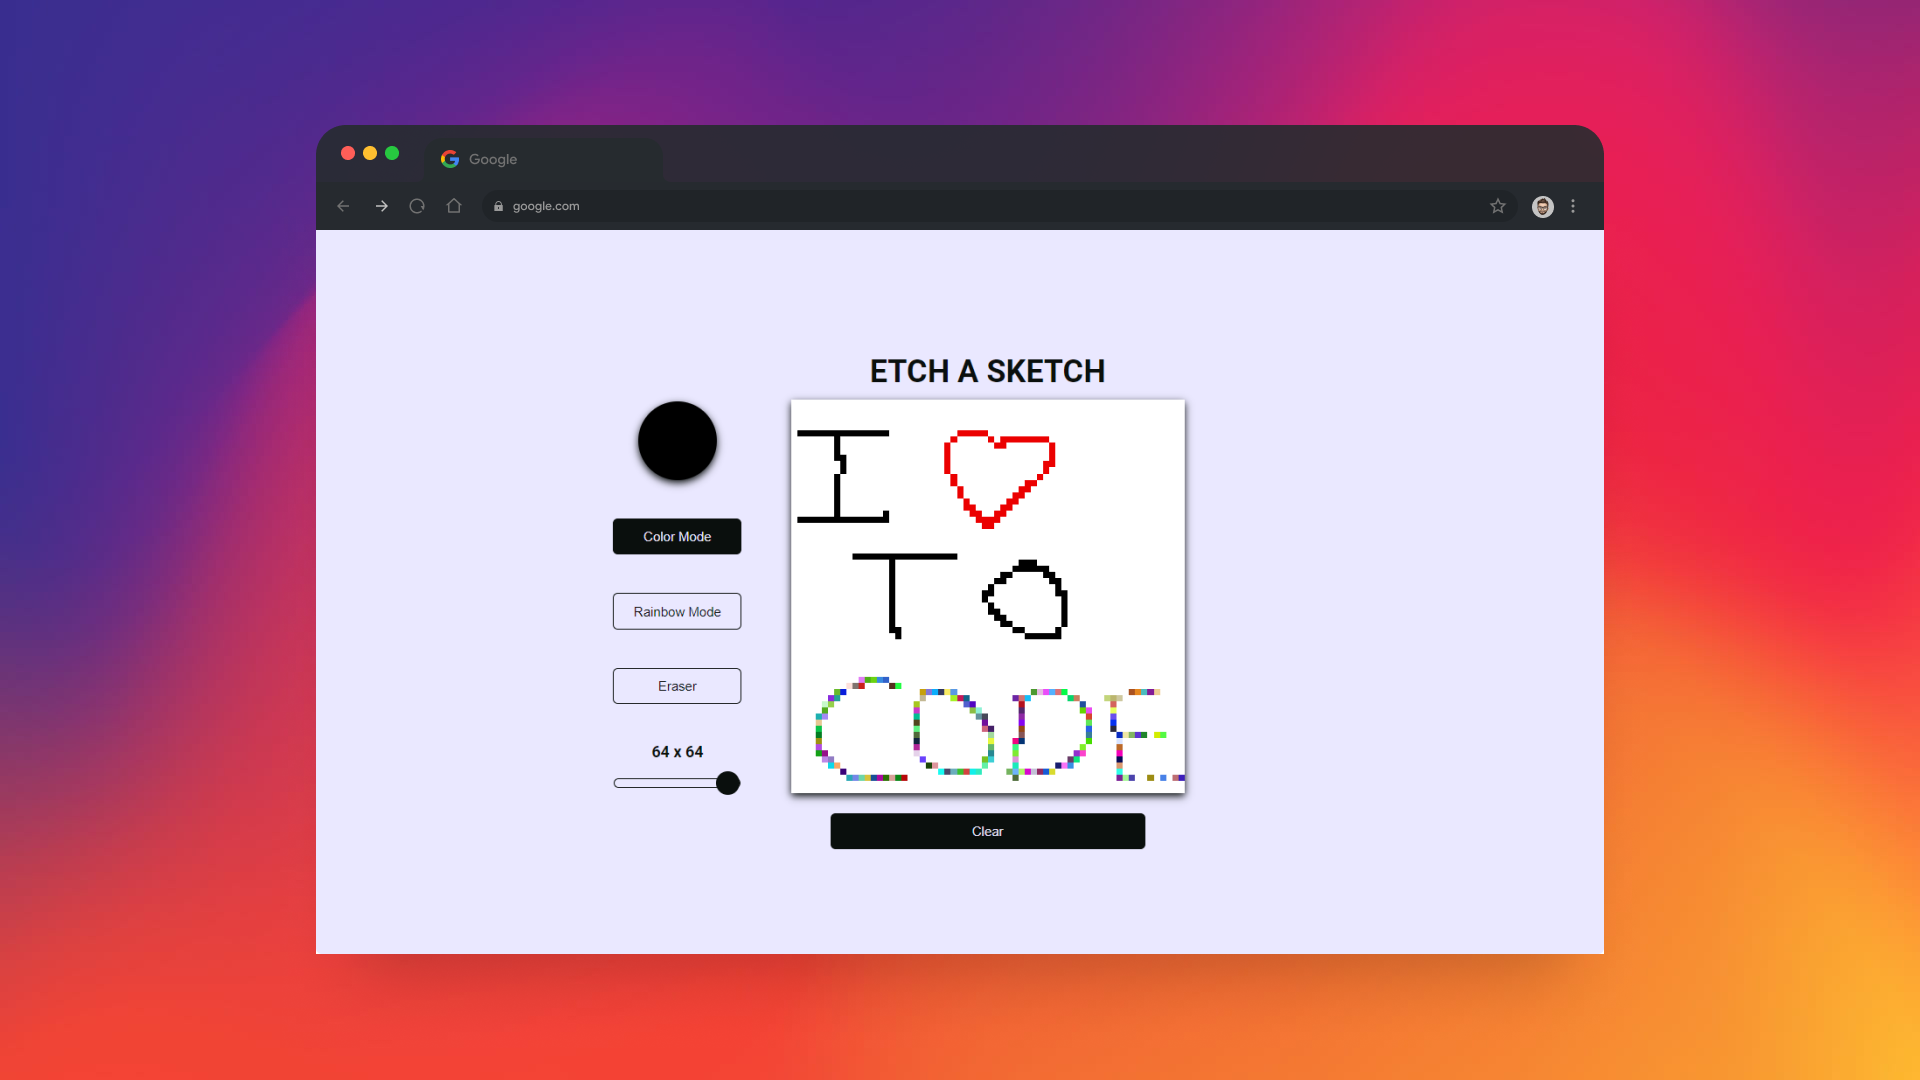 Google
google.com
ETCH A SKETCH
Color Mode
Rainbow Mode
Eraser
64 x 64
I
TO
CODE
Clear